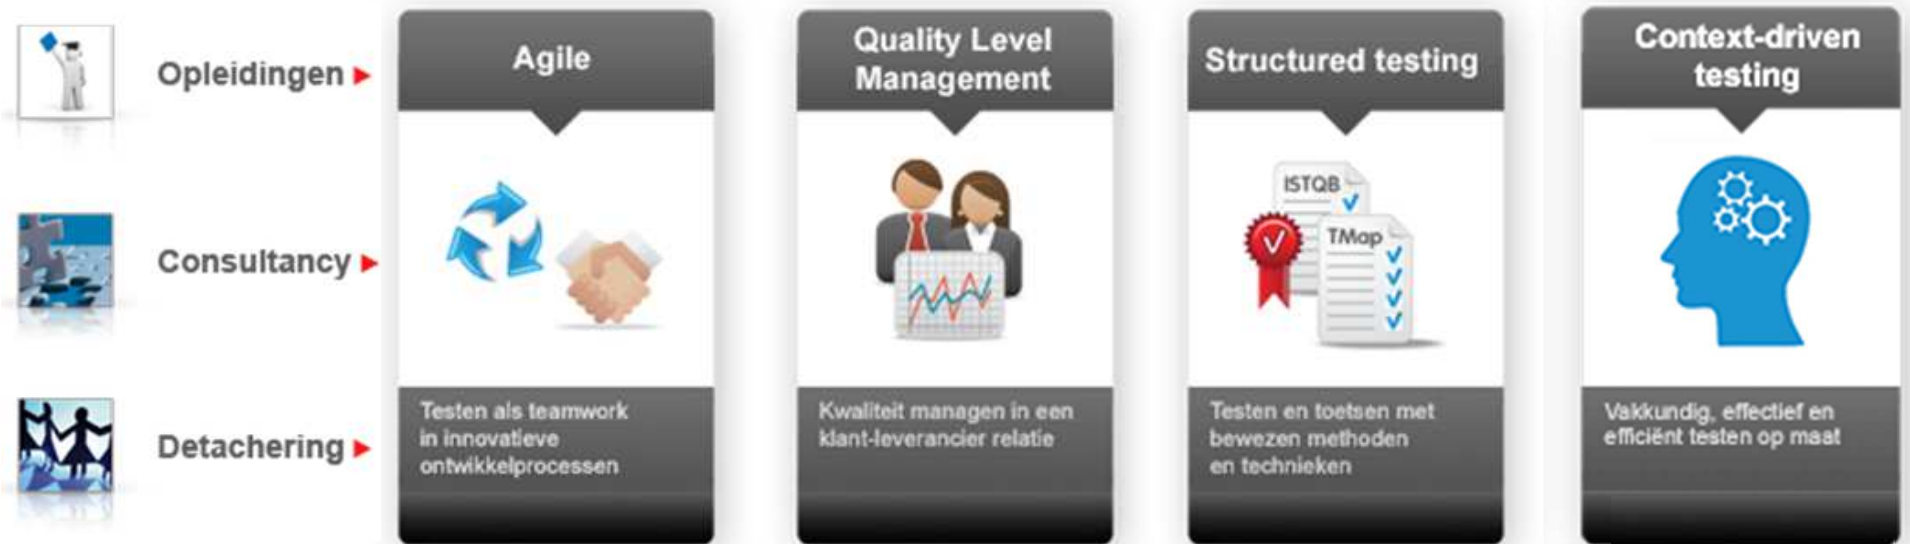 Opleidingen
Consultancy
Detachering
Agile
Testen als teamwork
in innovatieve
ontwikkelprocessen
Quality Level
Management
Kwaliteit managen in een
klant-leverancier relatie
Structured testing
ISTQB
TMap
Testen en toetsen met
bewezen methoden
en technieken
Context-driven
testing
Vakkundig, effectief en
efficiënt testen op maat